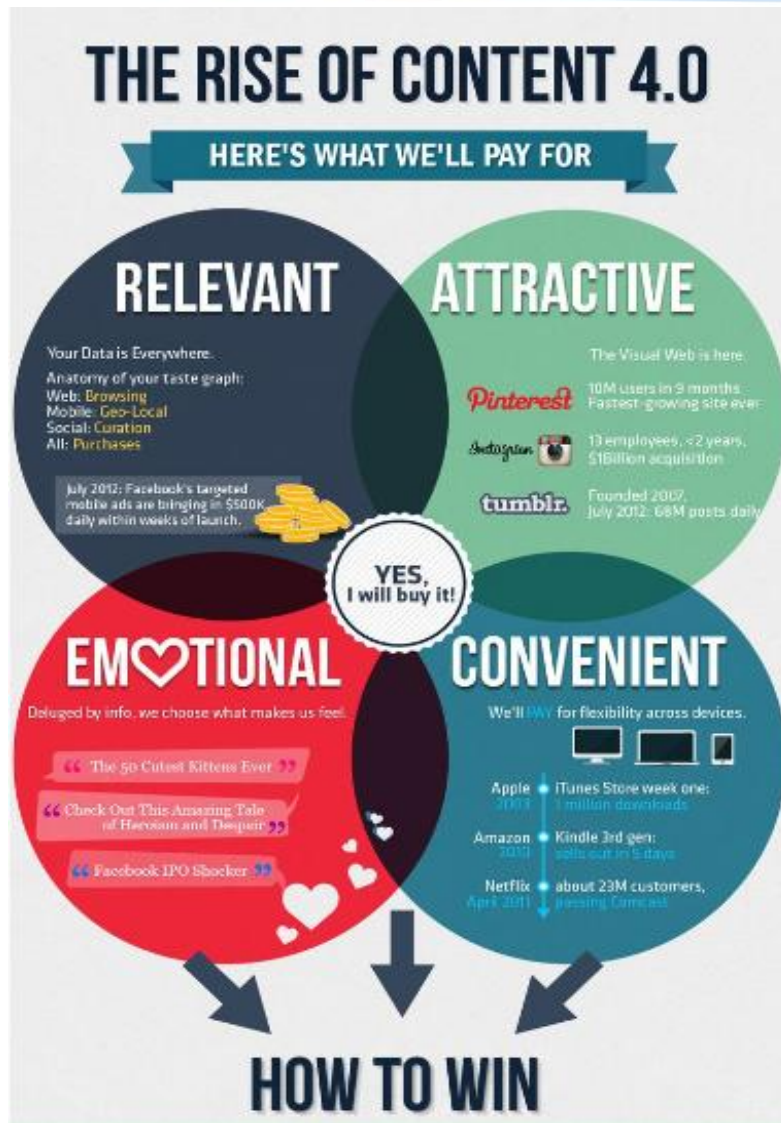 THE RISE OF CONTENT 4.0
HERE'S WHAT WE'LL PAY FOR
RELEVANT
Your Data is Everywhere.
Anatomy of your taste graph:
Web: Browsing
Mobile: Geo-Local
Social: Curation
All: Purchases
July 2012: Facebook's targeted
mobile ads are bringing in $500K
daily within weeks of launch.
ATTRACTIVE
The Visual Web is here.
Pinterest
10M users in 9 months
Fastest-growing site ever
Instagram
13 employees, <2 years,
$1Billion acquisition
tumblr.
Founded 2007,
July 2012: 68M posts daily
YES,
I will buy it!
EM♡TIONAL
Deluged by info, we choose what makes us feel.
“ The 50 Cutest Kittens Ever ”
“ Check Out This Amazing Tale
of Heroism and Despair ”
“ Facebook IPO Shocker ”
CONVENIENT
We'll PAY for flexibility across devices.
Apple
2003
iTunes Store week one:
1 million downloads
Amazon
2010
Kindle 3rd gen:
sells out in 5 days
Netflix
April 2011
about 23M customers,
passing Comcast
HOW TO WIN